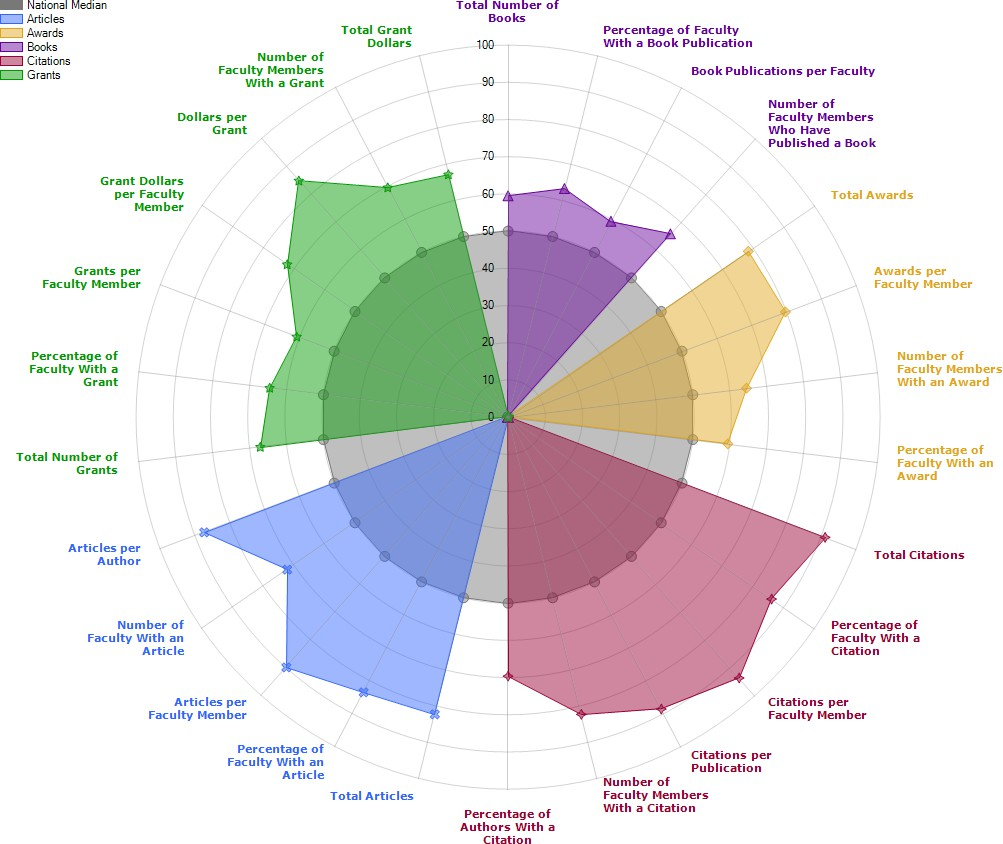 National Median
Articles
Awards
Books
Citations
Grants
Total Number of
Books
Percentage of Faculty
With a Book Publication
Book Publications per Faculty
Number of
Faculty Members
Who Have
Published a Book
Total Awards
Awards per
Faculty Member
Number of
Faculty Members
With an Award
Percentage of
Faculty With an
Award
Total Citations
Percentage of
Faculty With a
Citation
Citations per
Faculty Member
Citations per
Publication
Number of
Faculty Members
With a Citation
Percentage of
Authors With a
Citation
Total Articles
Percentage of
Faculty With an
Article
Articles per
Faculty Member
Number of
Faculty With an
Article
Articles per
Author
Total Number of
Grants
Percentage of
Faculty With a
Grant
Grants per
Faculty Member
Grant Dollars
per Faculty
Member
Dollars per
Grant
Number of
Faculty Members
With a Grant
Total Grant
Dollars
100
90
80
70
60
50
40
30
20
10
0